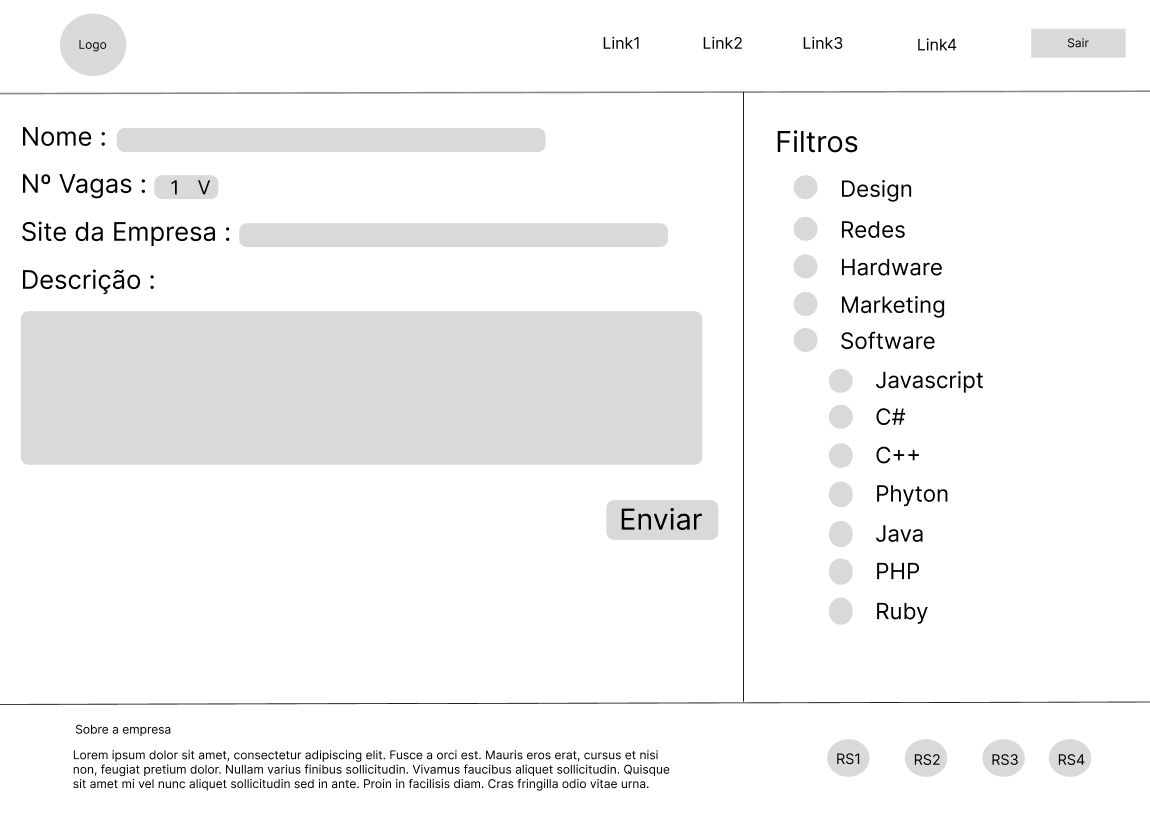 Logo
Link1
Link2
Link3
Link4
Sair
Nome :
Nº Vagas :
1 V
Site da Empresa :
Descrição :
Enviar
Filtros
Design
Redes
Hardware
Marketing
Software
Javascript
C#
C++
Phyton
Java
PHP
Ruby
Sobre a empresa
Lorem ipsum dolor sit amet, consectetur adipiscing elit. Fusce a orci est. Mauris eros erat, cursus et nisi
non, feugiat pretium dolor. Nullam varius finibus sollicitudin. Vivamus faucibus aliquet sollicitudin. Quisque
sit amet mi vel nunc aliquet sollicitudin sed in ante. Proin in facilisis diam. Cras fringilla odio vitae urna.
RS1
RS2
RS3
RS4